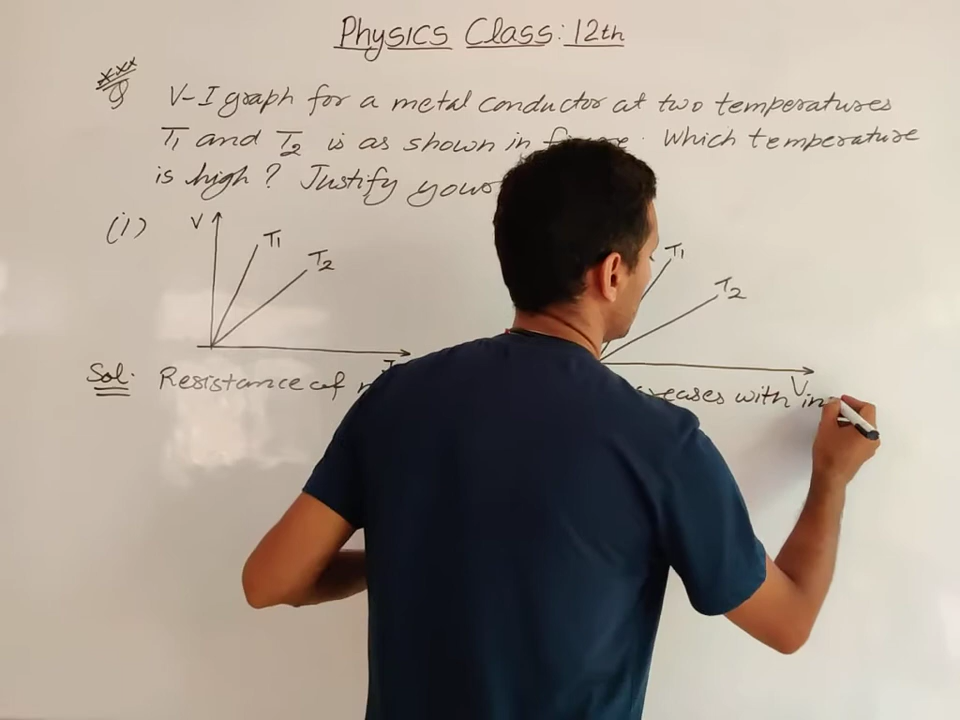 Physics Class: 12th
Q V-I graph for a metal conductor at two temperatures
T1 and T2 is as shown in figure. Which temperature
is high? Justify your
(i) V T1 T2
T1 T2 V
Sol. Resistance of with in